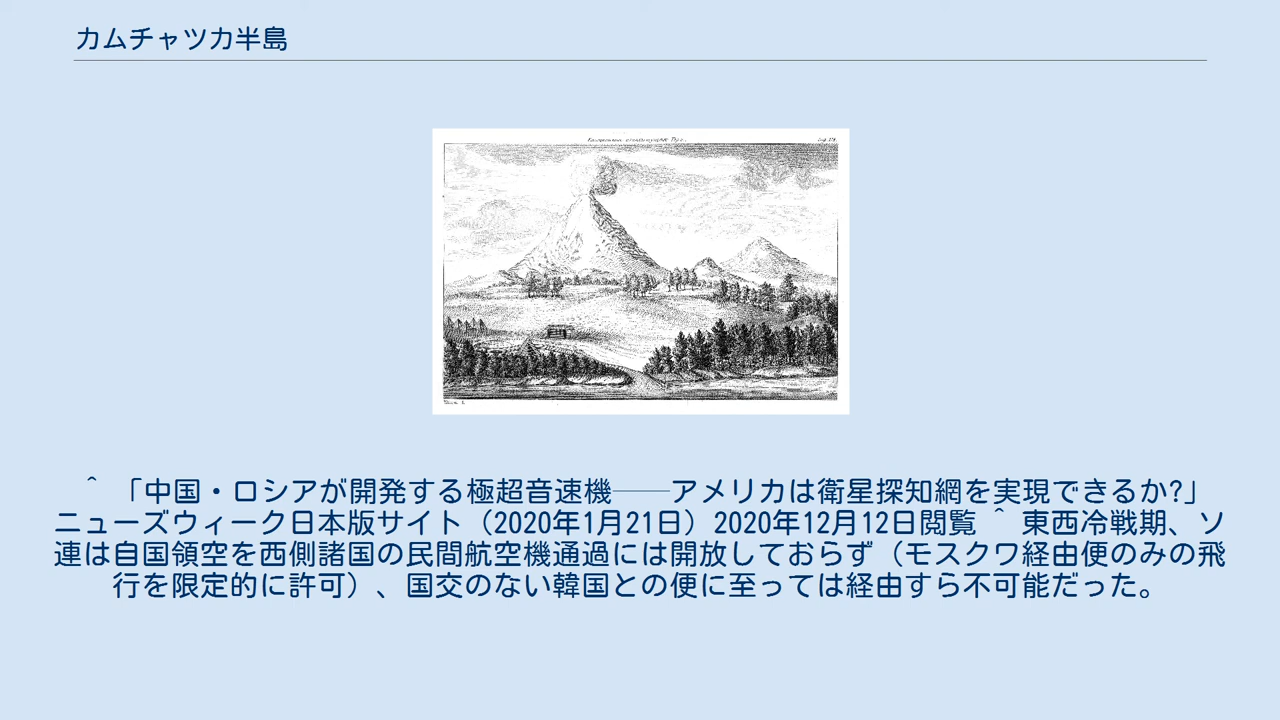 カムチャツカ半島
＾ 「中国・ロシアが開発する極超音速機──アメリカは衛星探知網を実現できるか?」
ニューズウィーク日本版サイト（2020年1月21日）2020年12月12日閲覧 ＾ 東西冷戦期、ソ
連は自国領空を西側諸国の民間航空機通過には開放しておらず（モスクワ経由便のみの飛
行を限定的に許可）、国交のない韓国との便に至っては経由すら不可能だった。